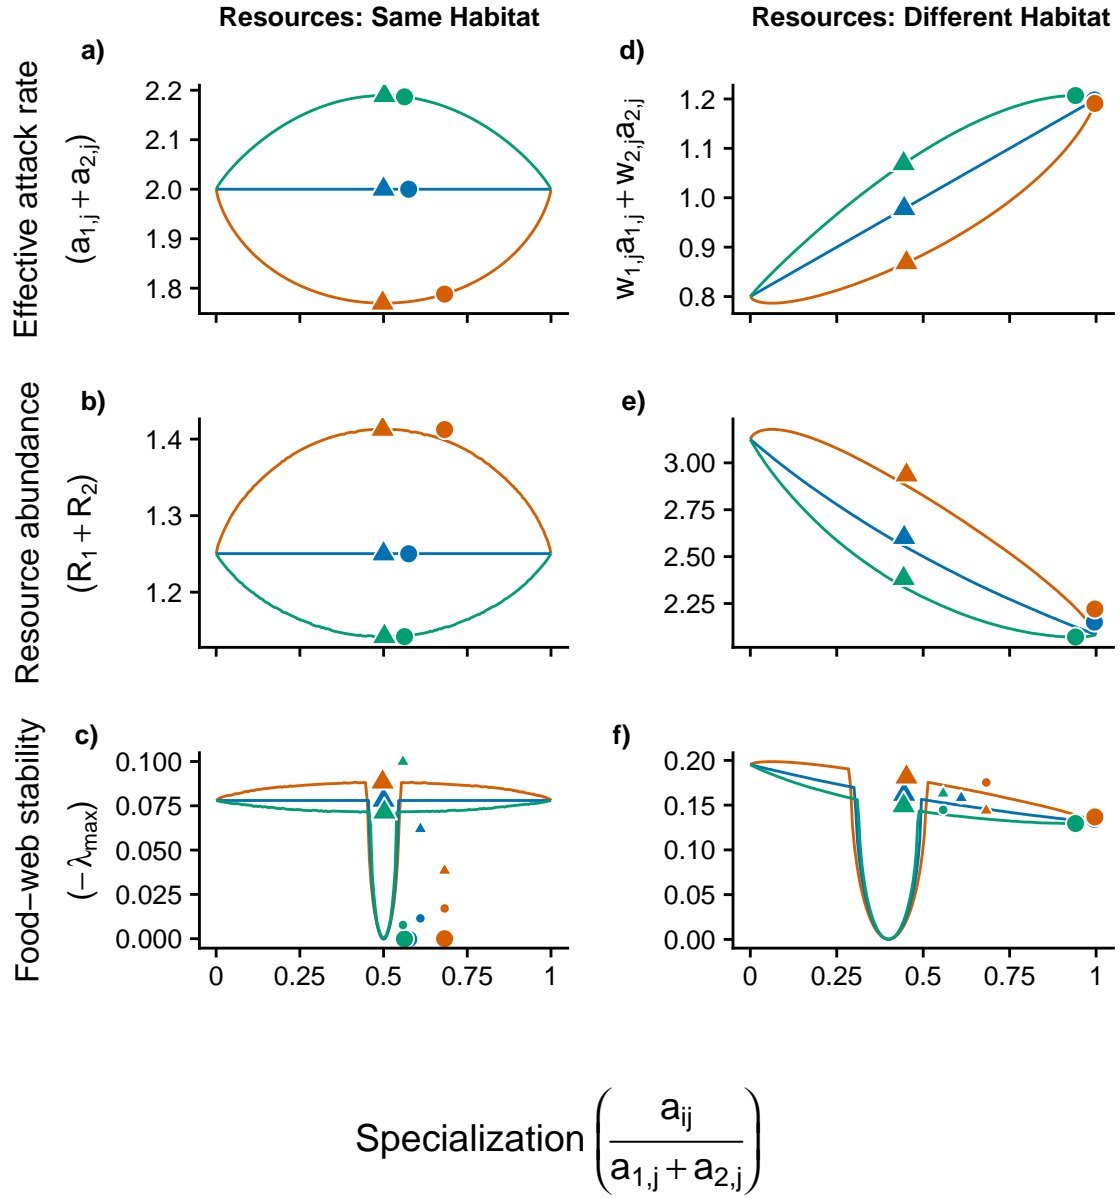 Resources: Same Habitat
Resources: Different Habitat
a)
d)
Effective attack rate
(a1,j + a2,j)
2.2
2.1
2.0
1.9
1.8
w1,ja1,j + w2,ja2,j
1.2
1.1
1.0
0.9
0.8
b)
e)
Resource abundance
(R1 + R2)
1.4
1.3
1.2
3.00
2.75
2.50
2.25
c)
f)
Food−web stability
(− λmax)
0.100
0.075
0.050
0.025
0.000
0 0.25 0.5 0.75 1
0.20
0.15
0.10
0.05
0.00
0 0.25 0.5 0.75 1
Specialization (aij / a1,j + a2,j)